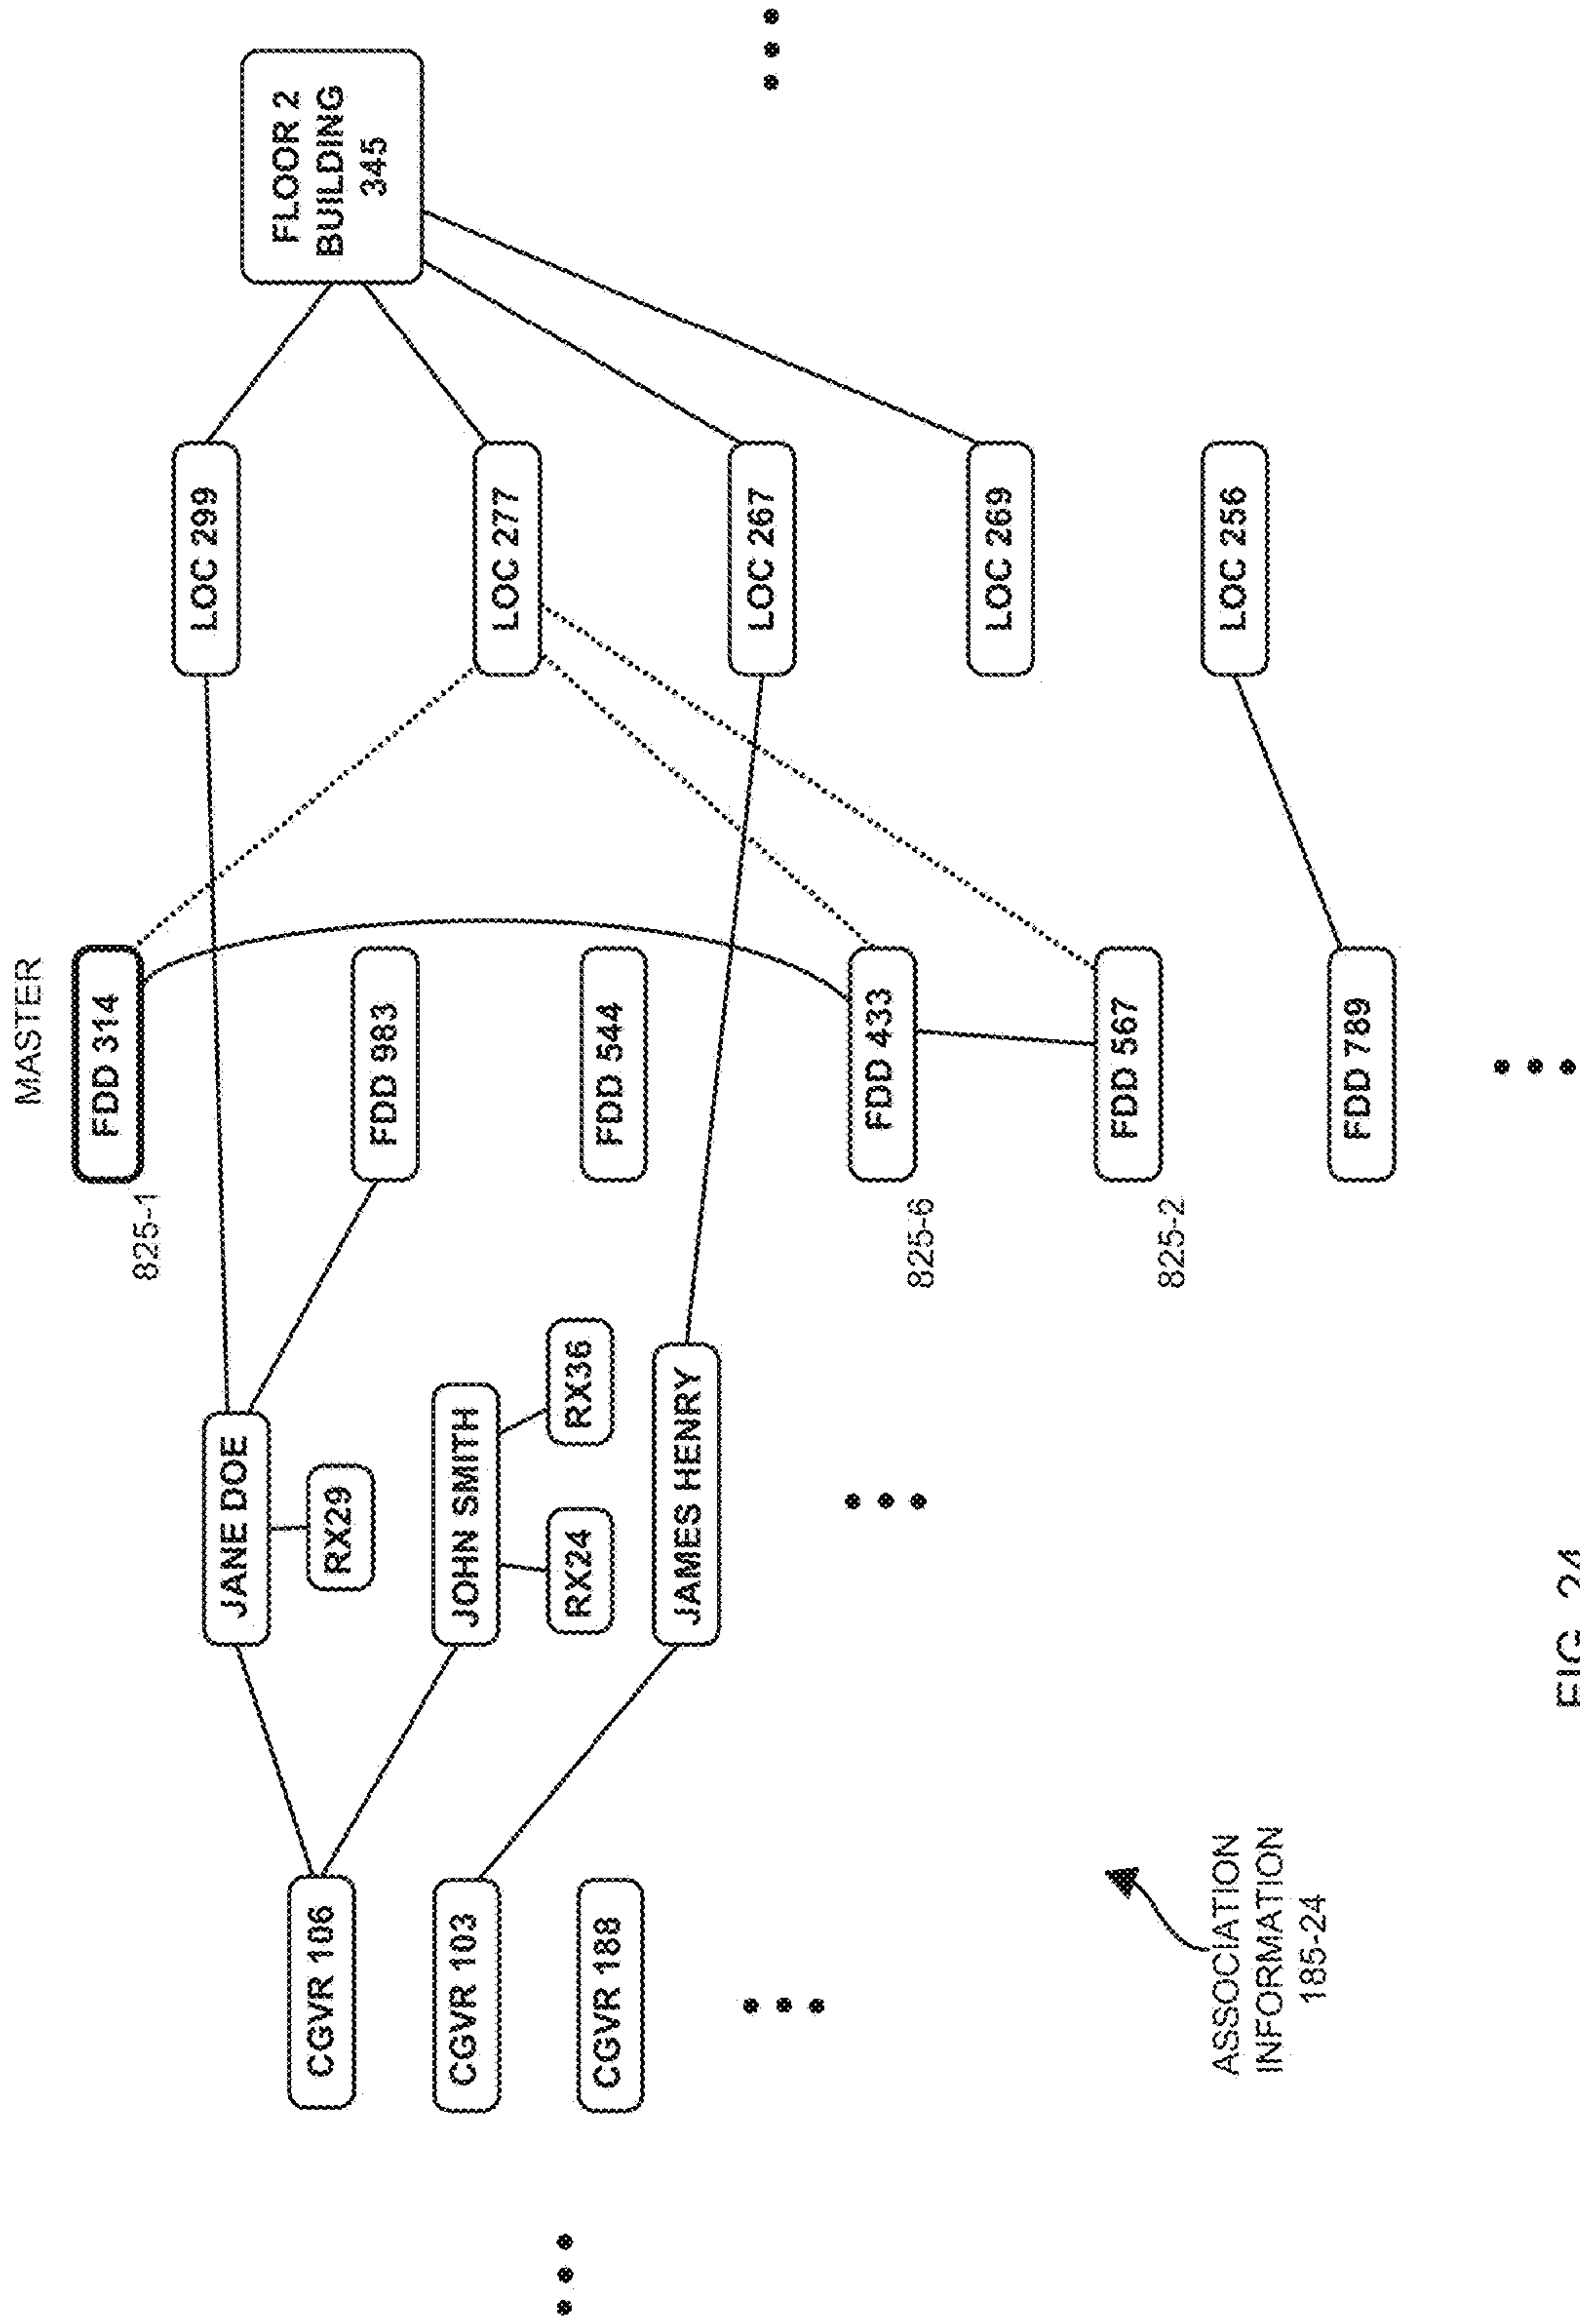 MASTER
FDD 314
825-1
FDD 983
FDD 544
FDD 433
825-6
FDD 567
825-2
FDD 789
CGVR 106
CGVR 103
CGVR 188
JANE DOE
RX29
JOHN SMITH
RX24
RX36
JAMES HENRY
LOC 299
LOC 277
LOC 267
LOC 269
LOC 256
FLOOR 2
BUILDING
345
ASSOCIATION
INFORMATION
185-24
FIG. 24